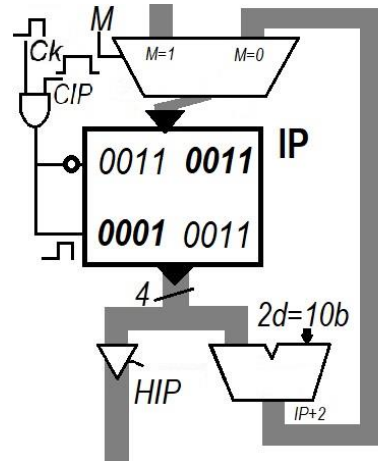 Ck
M
CIP
M=1
M=0
IP
0011 0011
0001 0011
4
2d=10b
HIP
IP+2